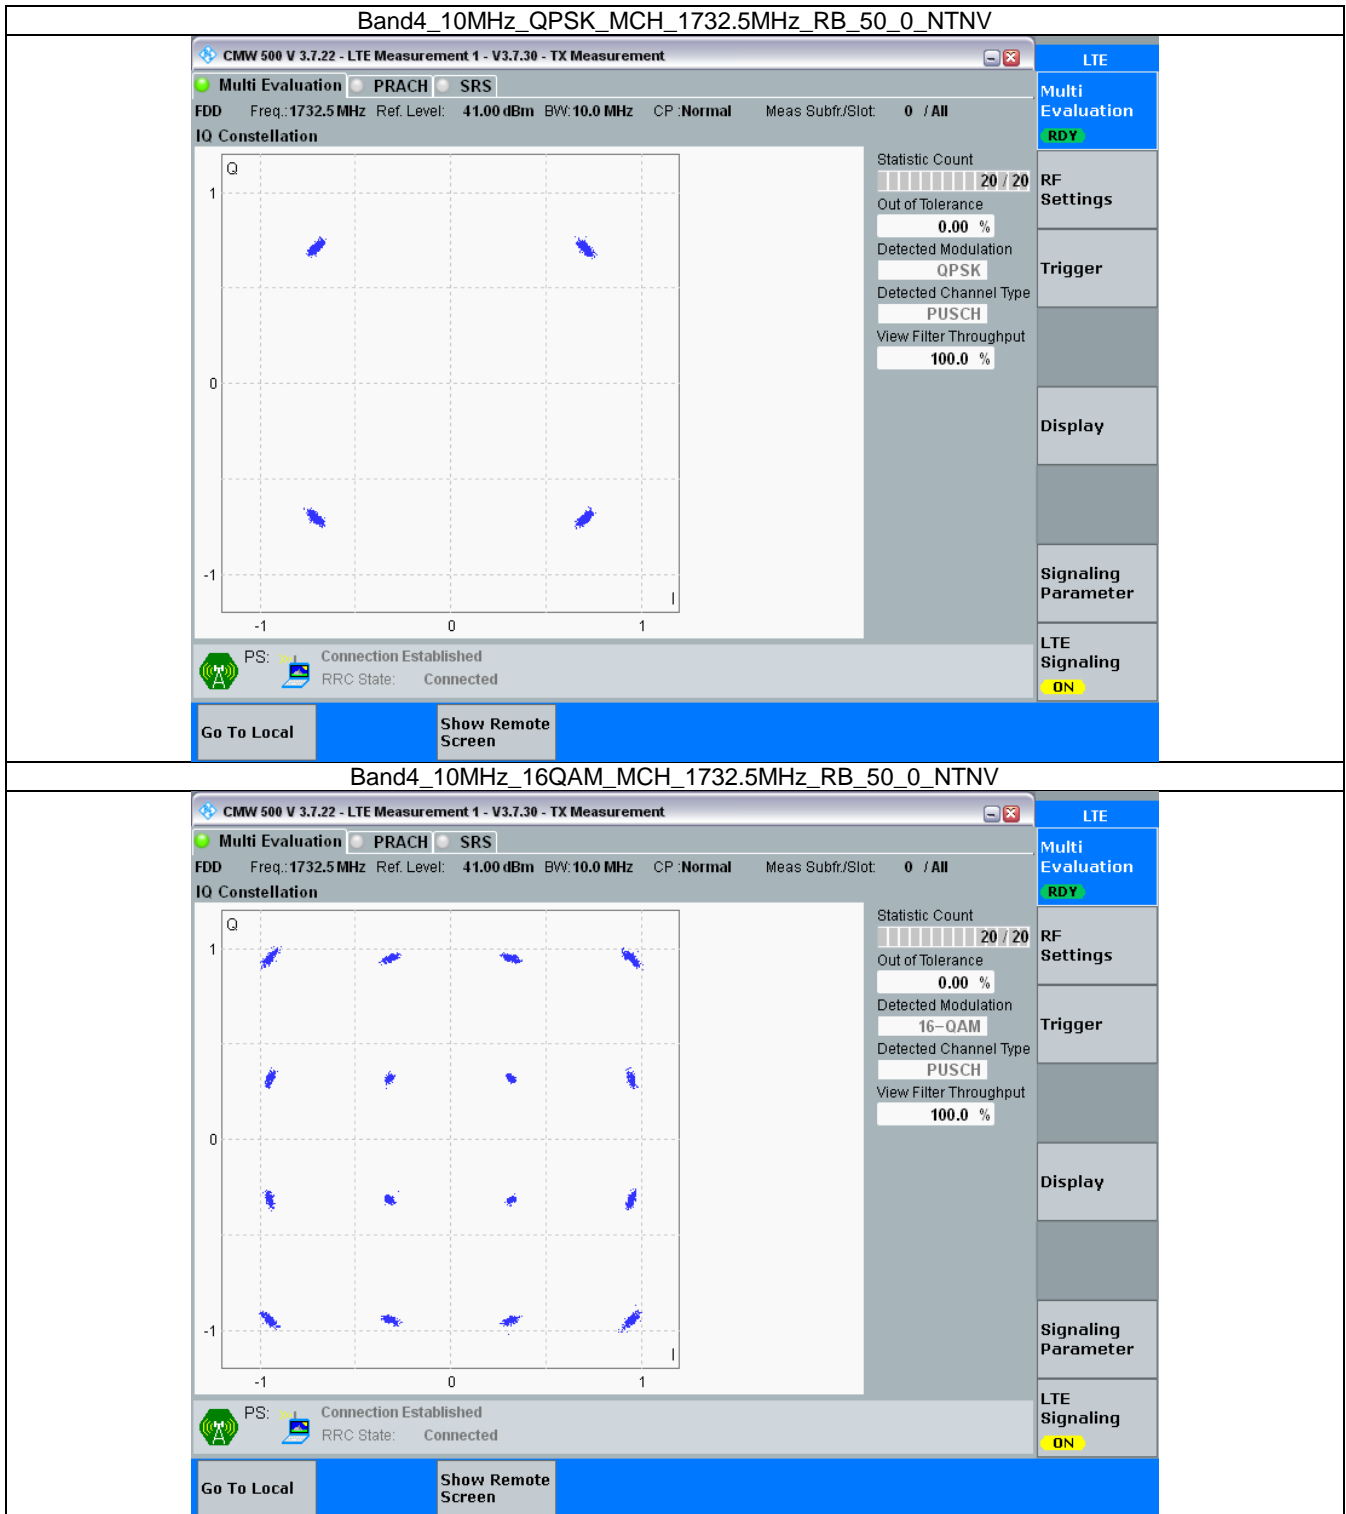 Band4_10MHz_QPSK_MCH_1732.5MHz_RB_50_0_NTNV
CMW 500 V 3.7.22 - LTE Measurement 1 - V3.7.30 - TX Measurement
LTE
Multi Evaluation PRACH SRS
Multi
Evaluation
RDY
FDD Freq.: 1732.5 MHz Ref. Level: 41.00 dBm BW: 10.0 MHz CP : Normal Meas Subfr./Slot: 0 / All
IQ Constellation
Q
1
0
-1
I
-1 0 1
Statistic Count
20 / 20
Out of Tolerance
0.00 %
Detected Modulation
QPSK
Detected Channel Type
PUSCH
View Filter Throughput
100.0 %
RF
Settings
Trigger
Display
Signaling
Parameter
LTE
Signaling
ON
PS: Connection Established
RRC State: Connected
Go To Local
Show Remote
Screen
Band4_10MHz_16QAM_MCH_1732.5MHz_RB_50_0_NTNV
CMW 500 V 3.7.22 - LTE Measurement 1 - V3.7.30 - TX Measurement
LTE
Multi Evaluation PRACH SRS
Multi
Evaluation
RDY
FDD Freq.: 1732.5 MHz Ref. Level: 41.00 dBm BW: 10.0 MHz CP : Normal Meas Subfr./Slot: 0 / All
IQ Constellation
Q
1
0
-1
I
-1 0 1
Statistic Count
20 / 20
Out of Tolerance
0.00 %
Detected Modulation
16-QAM
Detected Channel Type
PUSCH
View Filter Throughput
100.0 %
RF
Settings
Trigger
Display
Signaling
Parameter
LTE
Signaling
ON
PS: Connection Established
RRC State: Connected
Go To Local
Show Remote
Screen